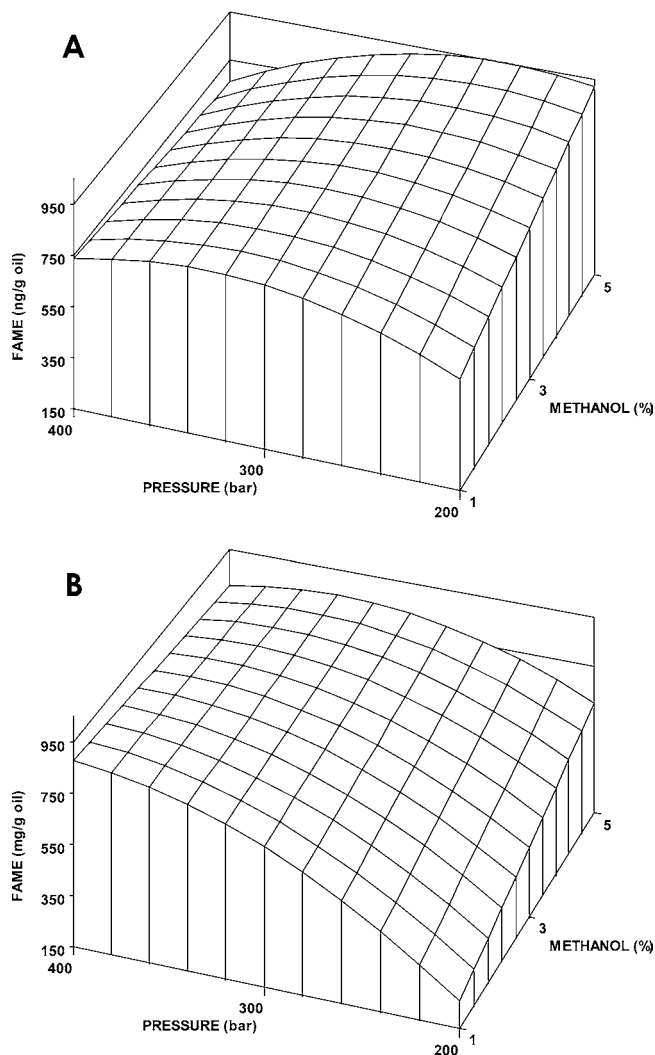 A
950
750
550
350
150
FAME (ng/g oil)
400
300
200
PRESSURE (bar)
1
3
5
METHANOL (%)
B
950
750
550
350
150
FAME (mg/g oil)
400
300
200
PRESSURE (bar)
1
3
5
METHANOL (%)